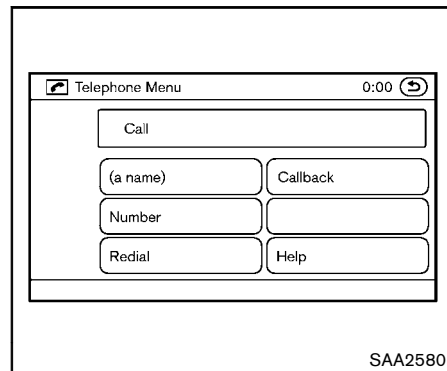 Telephone Menu 0:00
Call
(a name) Callback
Number
Redial Help
SAA2580